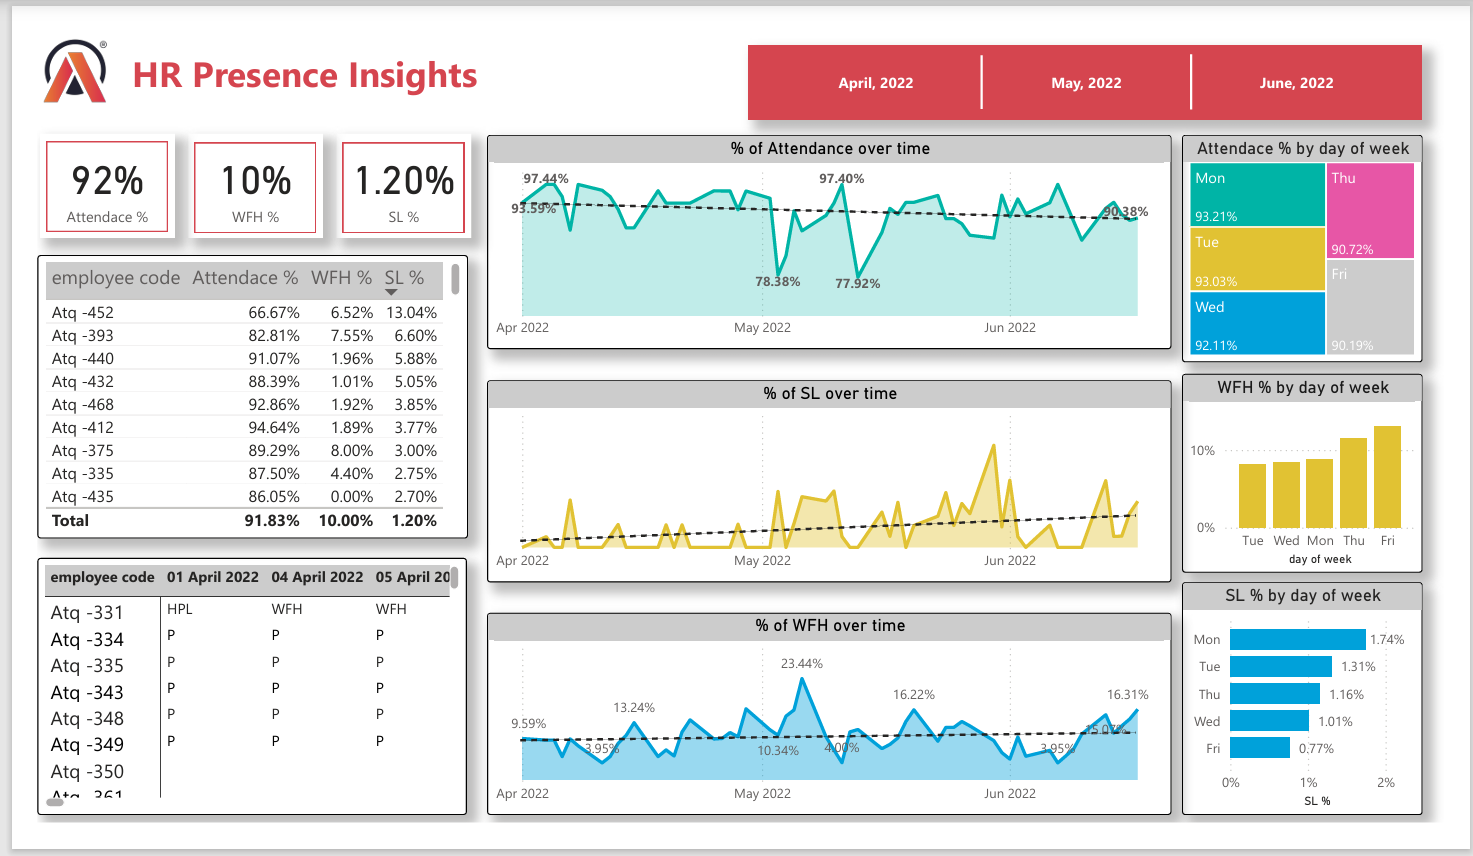 ®
HR Presence Insights
April, 2022
May, 2022
June, 2022
92%
Attendace %
10%
WFH %
1.20%
SL %
employee code Attendace % WFH % SL %
Atq -452 66.67% 6.52% 13.04%
Atq -393 82.81% 7.55% 6.60%
Atq -440 91.07% 1.96% 5.88%
Atq -432 88.39% 1.01% 5.05%
Atq -468 92.86% 1.92% 3.85%
Atq -412 94.64% 1.89% 3.77%
Atq -375 89.29% 8.00% 3.00%
Atq -335 87.50% 4.40% 2.75%
Atq -435 86.05% 0.00% 2.70%
Total 91.83% 10.00% 1.20%
employee code 01 April 2022 04 April 2022 05 April 20
Atq -331 HPL WFH WFH
Atq -334 P P P
Atq -335 P P P
Atq -343 P P P
Atq -348 P P P
Atq -349 P P P
Atq -350
Atq -361
% of Attendance over time
97.44%
97.40%
93.59%
90.38%
78.38%
77.92%
Apr 2022 May 2022 Jun 2022
% of SL over time
Apr 2022 May 2022 Jun 2022
% of WFH over time
23.44%
16.22%
16.31%
13.24%
9.59%
15.07%
3.95%
10.34%
4.00%
3.95%
Apr 2022 May 2022 Jun 2022
Attendace % by day of week
Mon
93.21%
Tue
93.03%
Wed
92.11%
Thu
90.72%
Fri
90.19%
WFH % by day of week
10%
0%
Tue Wed Mon Thu Fri
day of week
SL % by day of week
Mon 1.74%
Tue 1.31%
Thu 1.16%
Wed 1.01%
Fri 0.77%
0% 1% 2%
SL %